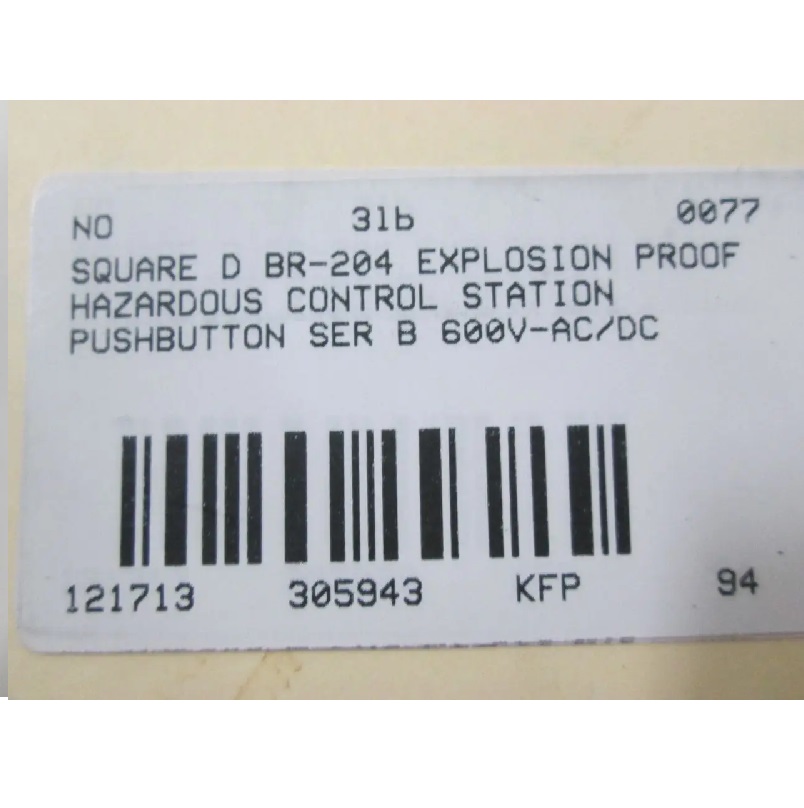 NO 31b 0077
SQUARE D BR-204 EXPLOSION PROOF
HAZARDOUS CONTROL STATION
PUSHBUTTON SER B 600V-AC/DC
121713 305943 KFP 94